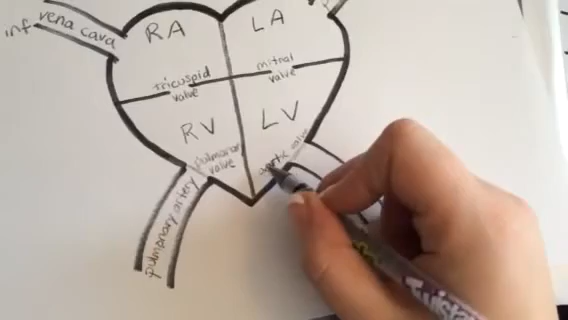 inf vena cava
RA
LA
tricuspid
valve
mitral
valve
RV
LV
pulmonary
valve
aortic valve
pulmonary artery
Twist